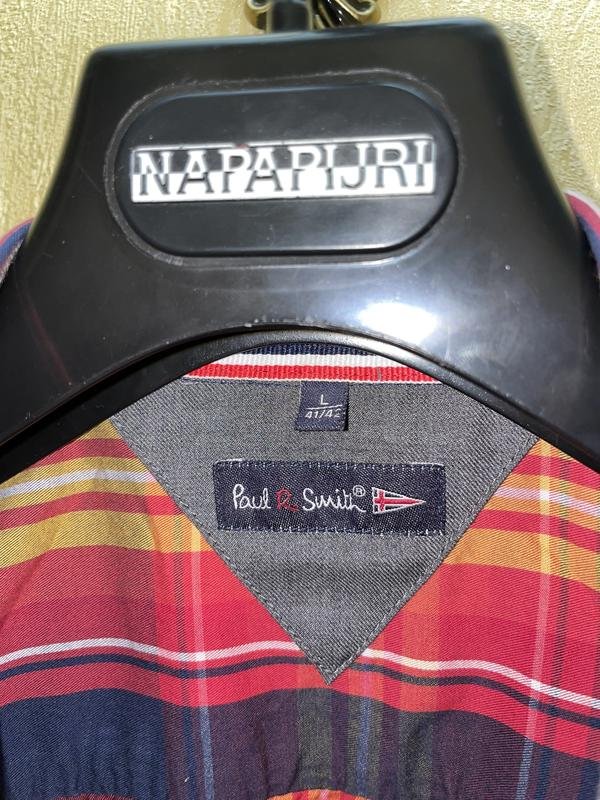 NAPAPIJRI
L
41/42
Paul R. Smith®